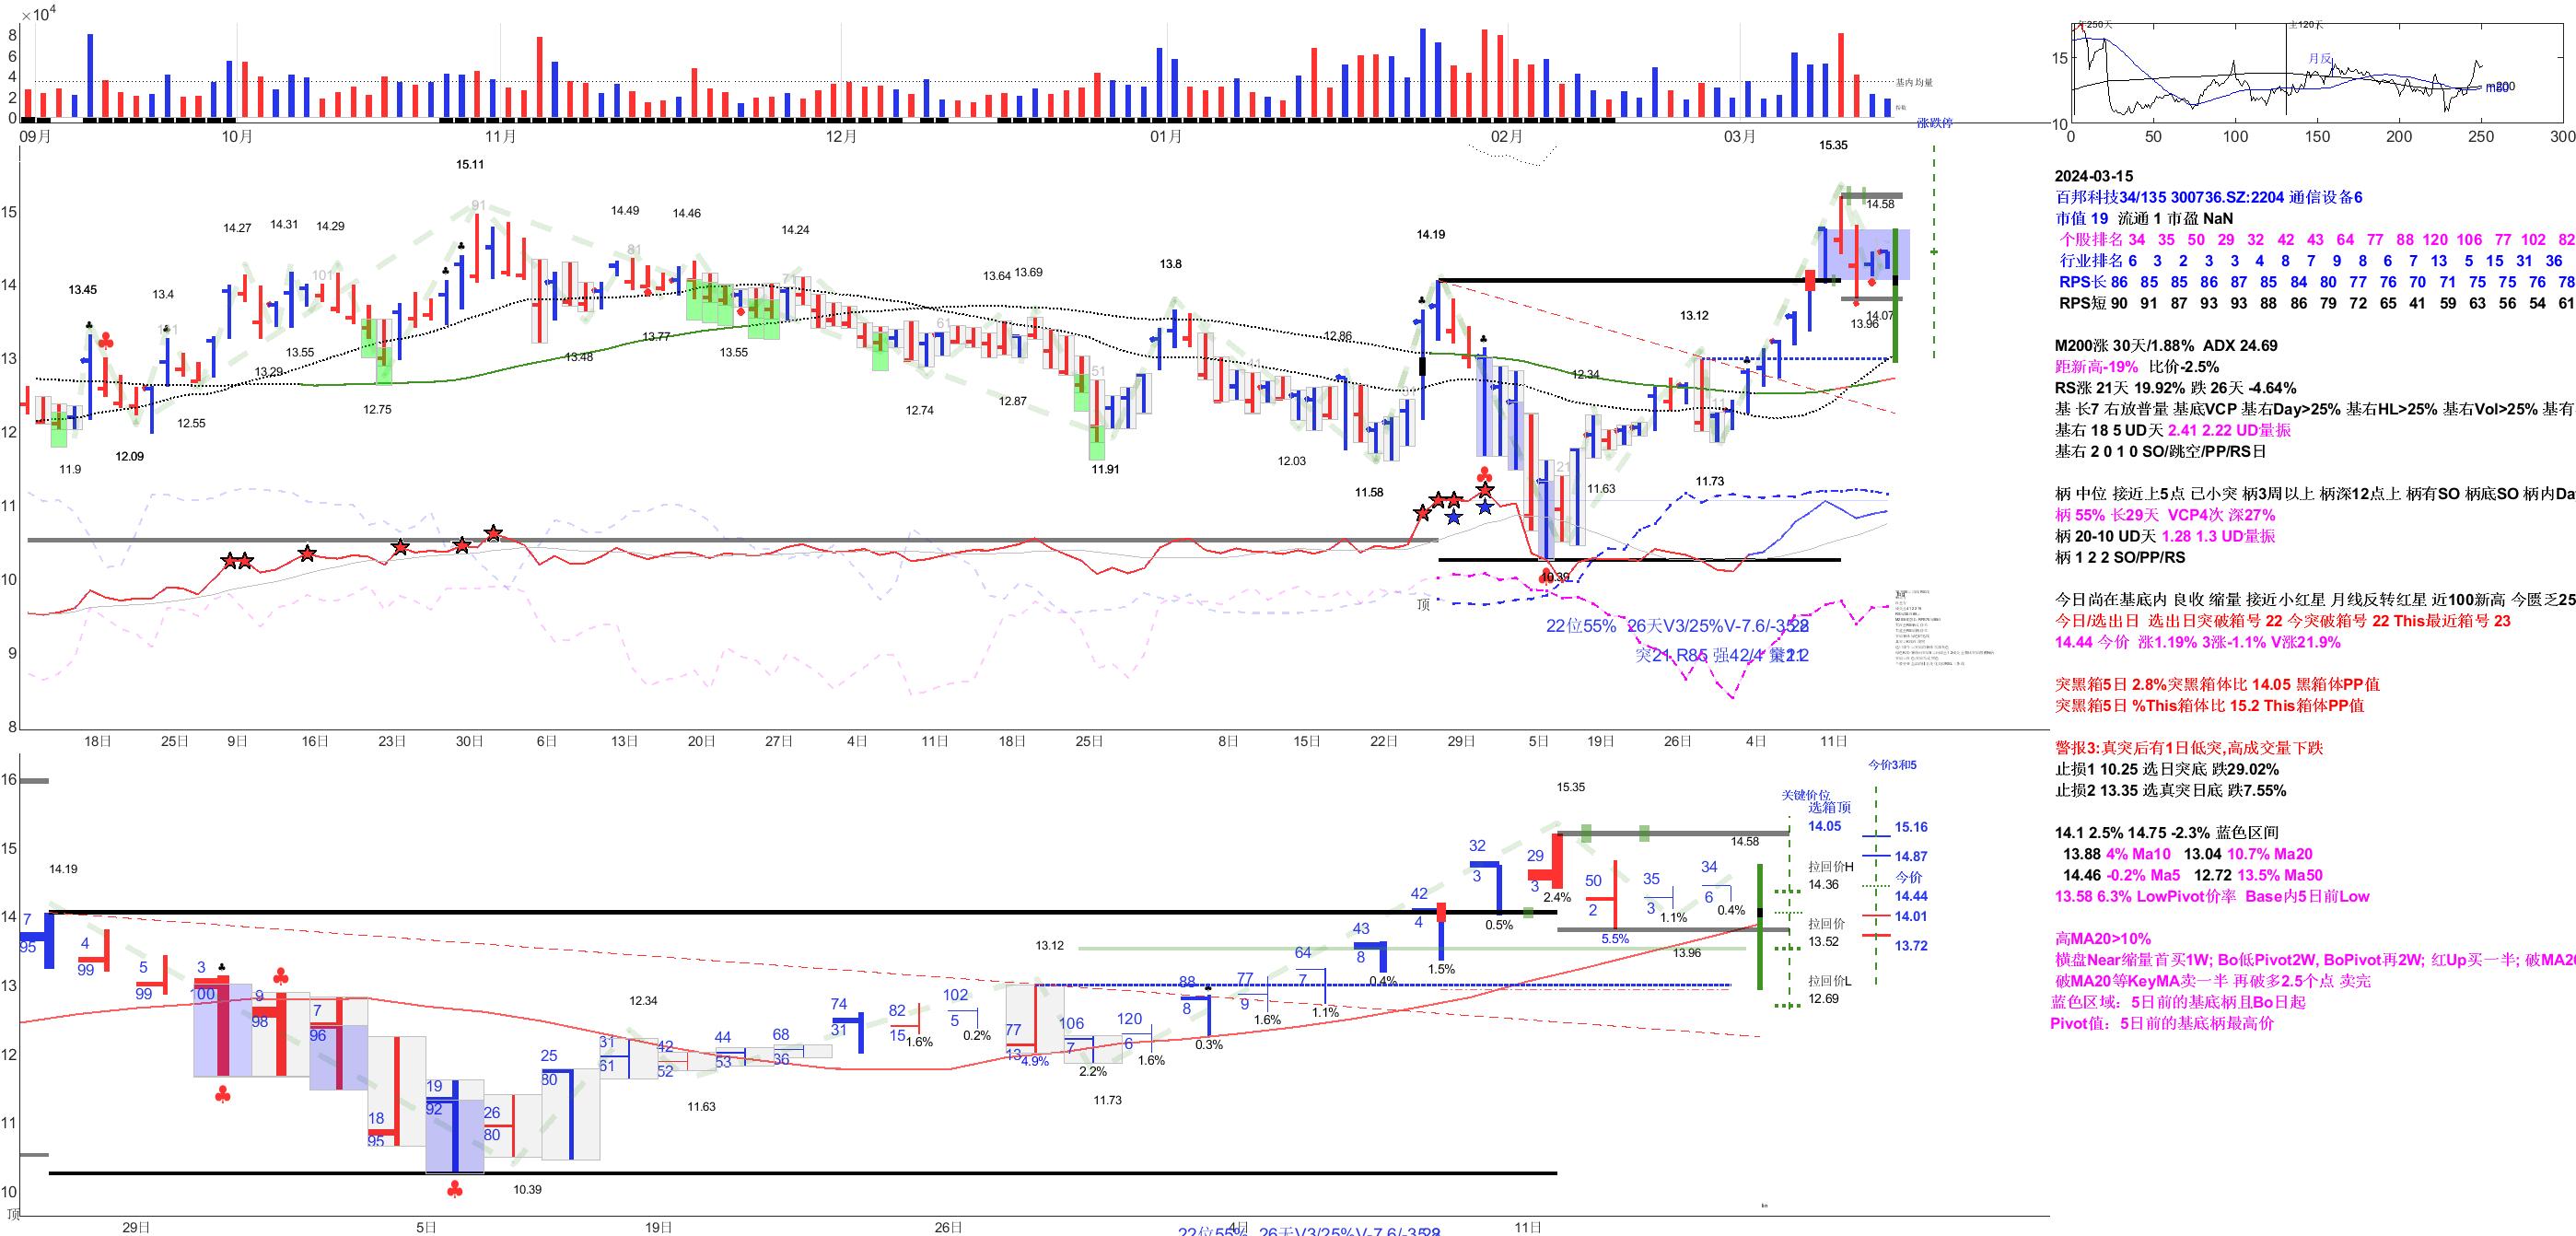 ×10⁴
8
6
4
2
0
基内均量
09月 10月 11月 12月 01月 02月 03月
涨跌停
年250天 主120天
月反
15
10
0 50 100 150 200 250 300
15.11
15.35
14.27 14.31 14.29
14.49 14.46 14.24
14.19
14.58
13.45 13.4
13.64 13.69
13.8
13.12
12.86
13.96
14.07
13.55
13.29
13.48
13.77
13.55
12.34
12.55
12.75
12.74
12.87
11.9
12.09
11.91
12.03
11.58
11.63
11.73
10.39
91
101
81
71
61
51
15
14
13
12
11
10
9
8
顶
22位55% 26天V3/25%V-7.6/-35
突21 R85 强42/4
18日 25日 9日 16日 23日 30日 6日 13日 20日 27日 4日 11日 18日 25日 8日 15日 22日 29日 5日 19日 26日 4日 11日
2024-03-15
百邦科技34/135 300736.SZ:2204 通信设备6
市值 19 流通 1 市盈 NaN
个股排名 34 35 50 29 32 42 43 64 77 88 120 106 77 102 82
行业排名 6 3 2 3 3 4 8 7 9 8 6 7 13 5 15 31 36
RPS长 86 85 85 86 87 85 84 80 77 76 70 71 75 75 76 78
RPS短 90 91 87 93 93 88 86 79 72 65 41 59 63 56 54 61
M200涨 30天/1.88% ADX 24.69
距新高-19% 比价-2.5%
RS涨 21天 19.92% 跌 26天 -4.64%
基 长7 右放普量 基底VCP 基右Day>25% 基右HL>25% 基右Vol>25% 基有
基右 18 5 UD天 2.41 2.22 UD量振
基右 2 0 1 0 SO/跳空/PP/RS日
柄 中位 接近上5点 己小突 柄3周以上 柄深12点上 柄有SO 柄底SO 柄内Da
柄 55% 长29天 VCP4次 深27%
柄 20-10 UD天 1.28 1.3 UD量振
柄 1 2 2 SO/PP/RS
今日尚在基底内 良收 缩量 接近小红星 月线反转红星 近100新高 今匮乏25
今日/选出日 选出日突破箱号 22 今突破箱号 22 This最近箱号 23
14.44 今价 涨1.19% 3涨-1.1% V涨21.9%
突黑箱5日 2.8%突黑箱体比 14.05 黑箱体PP值
突黑箱5日 %This箱体比 15.2 This箱体PP值
警报3:真突后有1日低突,高成交量下跌
止损1 10.25 选日突底 跌29.02%
止损2 13.35 选真突日底 跌7.55%
14.1 2.5% 14.75 -2.3% 蓝色区间
13.88 4% Ma10 13.04 10.7% Ma20
14.46 -0.2% Ma5 12.72 13.5% Ma50
13.58 6.3% LowPivot价率 Base内5日前Low
高MA20>10%
横盘Near缩量首买1W; Bo低Pivot2W, BoPivot再2W; 红Up买一半; 破MA20
破MA20等KeyMA卖一半 再破多2.5个点 卖完
蓝色区域：5日前的基底柄且Bo日起
Pivot值：5日前的基底柄最高价
今价3和5
关键价位
选箱顶
14.05
拉回价H
14.36
拉回价
13.52
拉回价L
12.69
15.16
14.87
今价
14.44
14.01
13.72
16
15
14
13
12
11
10
顶
14.19
15.35
14.58
13.96
13.12
12.34
11.63
11.73
10.39
7 4 5 3 9 7 18 19 26 25 31 42 44 68 74 82 102 77 106 120 88 77 64 43 42 32 29 50 35 34
95 99 99 100 98 96 95 92 80 80 61 52 53 36 31 15 5 13 7 6 8 9 7 8 4 3 3 2 3 6
1.6% 0.2% 4.9% 2.2% 1.6% 0.3% 1.6% 1.1% 0.4% 1.5% 0.5% 2.4% 5.5% 1.1% 0.4%
29日 5日 19日 26日 4日 11日
22位55% 26天V3/25%V-7.6/-35